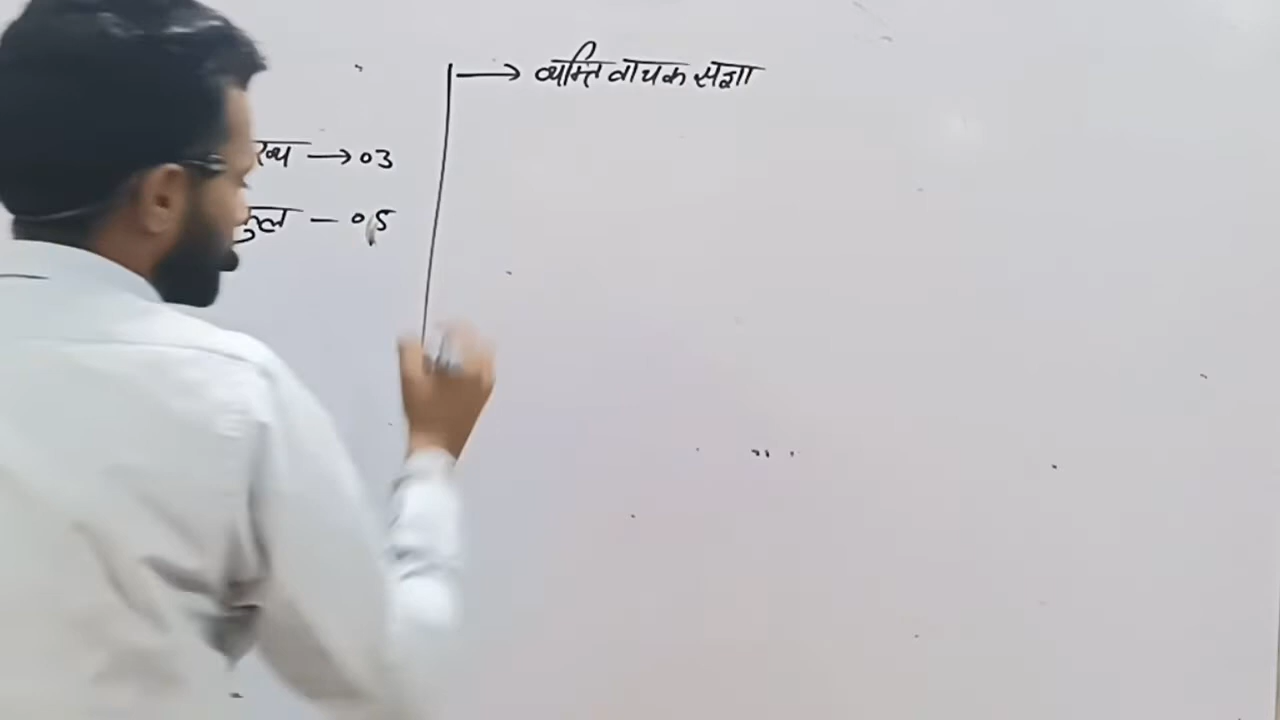 → व्यक्ति वाचक संज्ञा
→ 03
कुल – 05